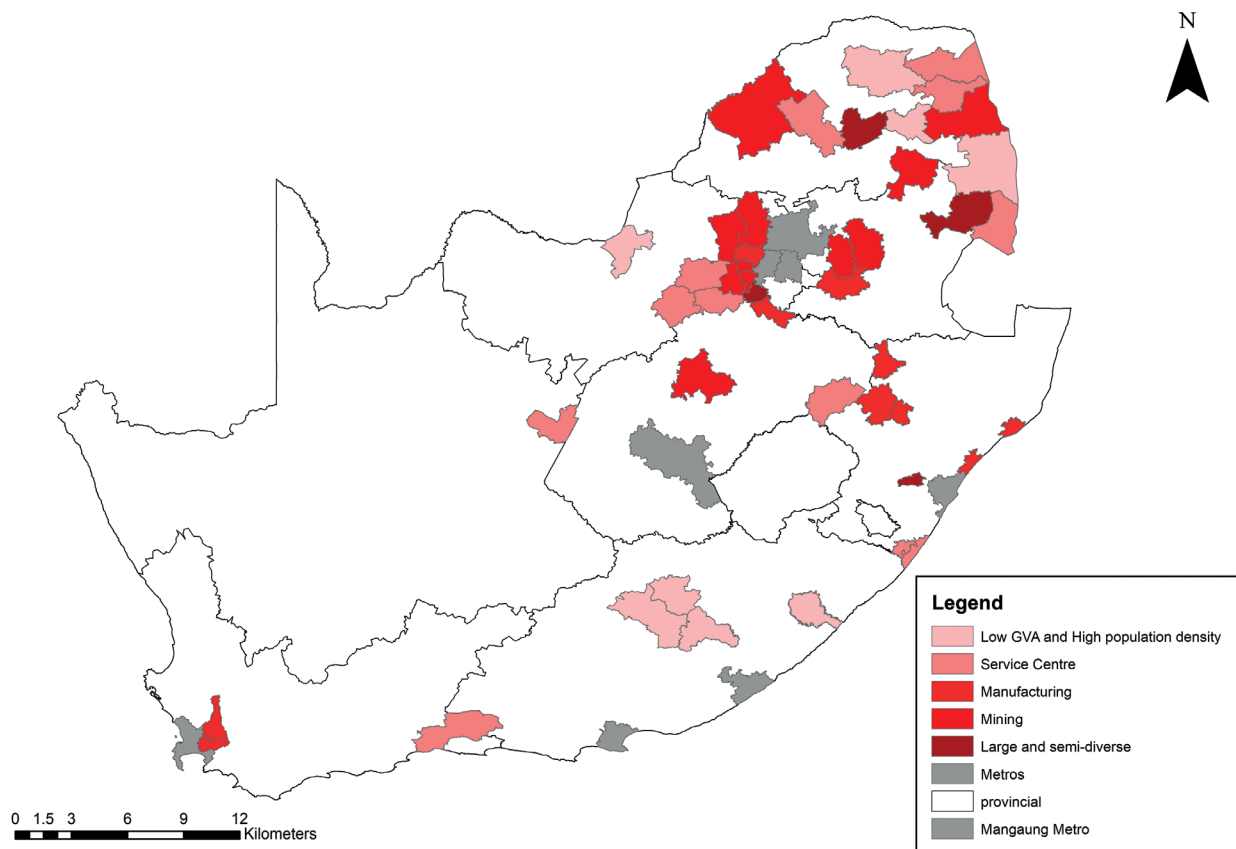 N
Legend
Low GVA and High population density
Service Centre
Manufacturing
Mining
Large and semi-diverse
Metros
provincial
Mangaung Metro
0 1.5 3 6 9 12
Kilometers